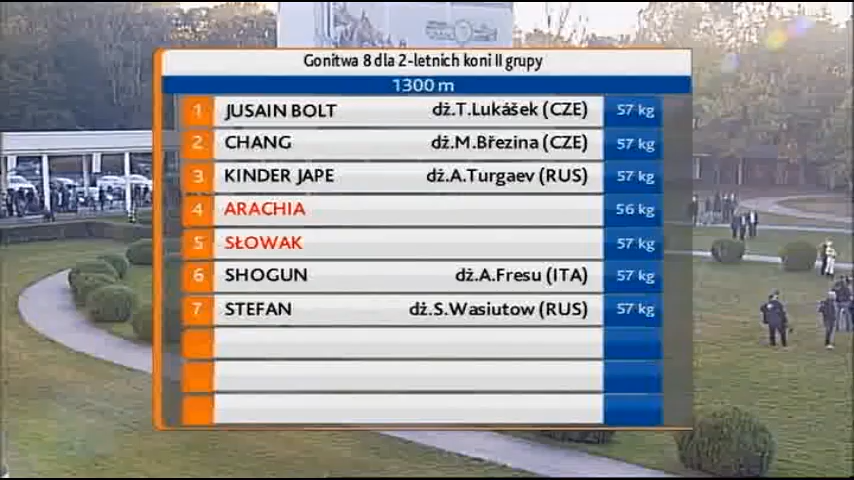 Gonitwa 8 dla 2-letnich koni II grupy
1300 m
1 JUSAIN BOLT dż.T.Lukášek (CZE) 57 kg
2 CHANG dż.M.Březina (CZE) 57 kg
3 KINDER JAPE dż.A.Turgaev (RUS) 57 kg
4 ARACHIA 56 kg
5 SŁOWAK 57 kg
6 SHOGUN dż.A.Fresu (ITA) 57 kg
7 STEFAN dż.S.Wasiutow (RUS) 57 kg